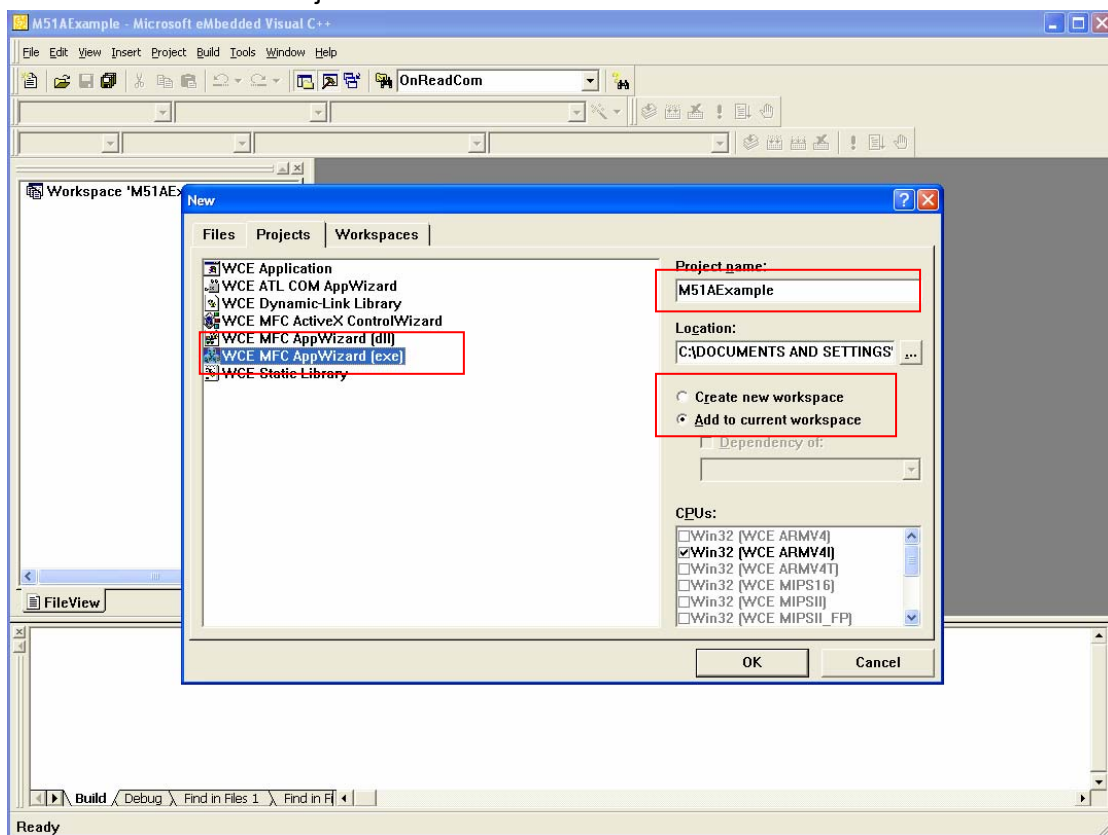 M51AExample - Microsoft eMbedded Visual C++
File Edit View Insert Project Build Tools Window Help
OnReadCom
Workspace 'M51AEx
New
Files Projects Workspaces
WCE Application
WCE ATL COM AppWizard
WCE Dynamic-Link Library
WCE MFC ActiveX ControlWizard
WCE MFC AppWizard (dll)
WCE MFC AppWizard (exe)
WCE Static Library
Project name:
M51AExample
Location:
C:\DOCUMENTS AND SETTINGS'
...
Create new workspace
Add to current workspace
Dependency of:
CPUs:
Win32 (WCE ARMV4)
Win32 (WCE ARMV4I)
Win32 (WCE ARMV4T)
Win32 (WCE MIPS16)
Win32 (WCE MIPSII)
Win32 (WCE MIPSII_FP)
OK Cancel
FileView
Build Debug Find in Files 1 Find in Fi
Ready